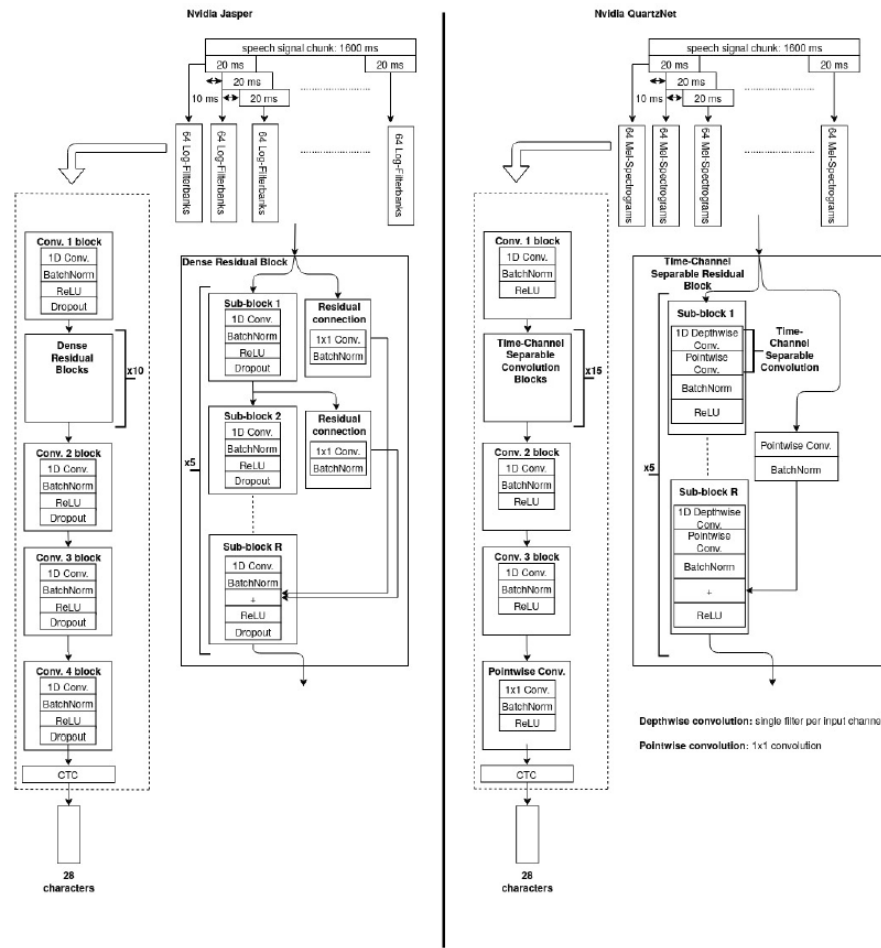 Nvidia Jasper
speech signal chunk: 1600 ms
20 ms
20 ms
20 ms
10 ms
20 ms
64 Log-Filterbanks
64 Log-Filterbanks
64 Log-Filterbanks
64 Log-Filterbanks
Conv. 1 block
1D Conv.
BatchNorm
ReLU
Dropout
Dense
Residual
Blocks
x10
Conv. 2 block
1D Conv.
BatchNorm
ReLU
Dropout
Conv. 3 block
1D Conv.
BatchNorm
ReLU
Dropout
Conv. 4 block
1D Conv.
BatchNorm
ReLU
Dropout
CTC
28
characters
Dense Residual Block
Sub-block 1
1D Conv.
BatchNorm
ReLU
Dropout
Residual
connection
1x1 Conv.
BatchNorm
Sub-block 2
1D Conv.
BatchNorm
ReLU
Dropout
Residual
connection
1x1 Conv.
BatchNorm
x5
Sub-block R
1D Conv.
BatchNorm
+
ReLU
Dropout
Nvidia QuartzNet
speech signal chunk: 1600 ms
20 ms
20 ms
20 ms
10 ms
20 ms
64 Mel-Spectrograms
64 Mel-Spectrograms
64 Mel-Spectrograms
64 Mel-Spectrograms
Conv. 1 block
1D Conv.
BatchNorm
ReLU
Time-Channel
Separable
Convolution
Blocks
x15
Conv. 2 block
1D Conv.
BatchNorm
ReLU
Conv. 3 block
1D Conv.
BatchNorm
ReLU
Pointwise Conv.
1x1 Conv.
BatchNorm
ReLU
CTC
28
characters
Time-Channel
Separable Residual
Block
Sub-block 1
1D Depthwise
Conv.
Pointwise
Conv.
BatchNorm
ReLU
Time-
Channel
Separable
Convolution
Pointwise Conv.
BatchNorm
x5
Sub-block R
1D Depthwise
Conv.
Pointwise
Conv.
BatchNorm
+
ReLU
Depthwise convolution: single filter per input channel
Pointwise convolution: 1x1 convolution